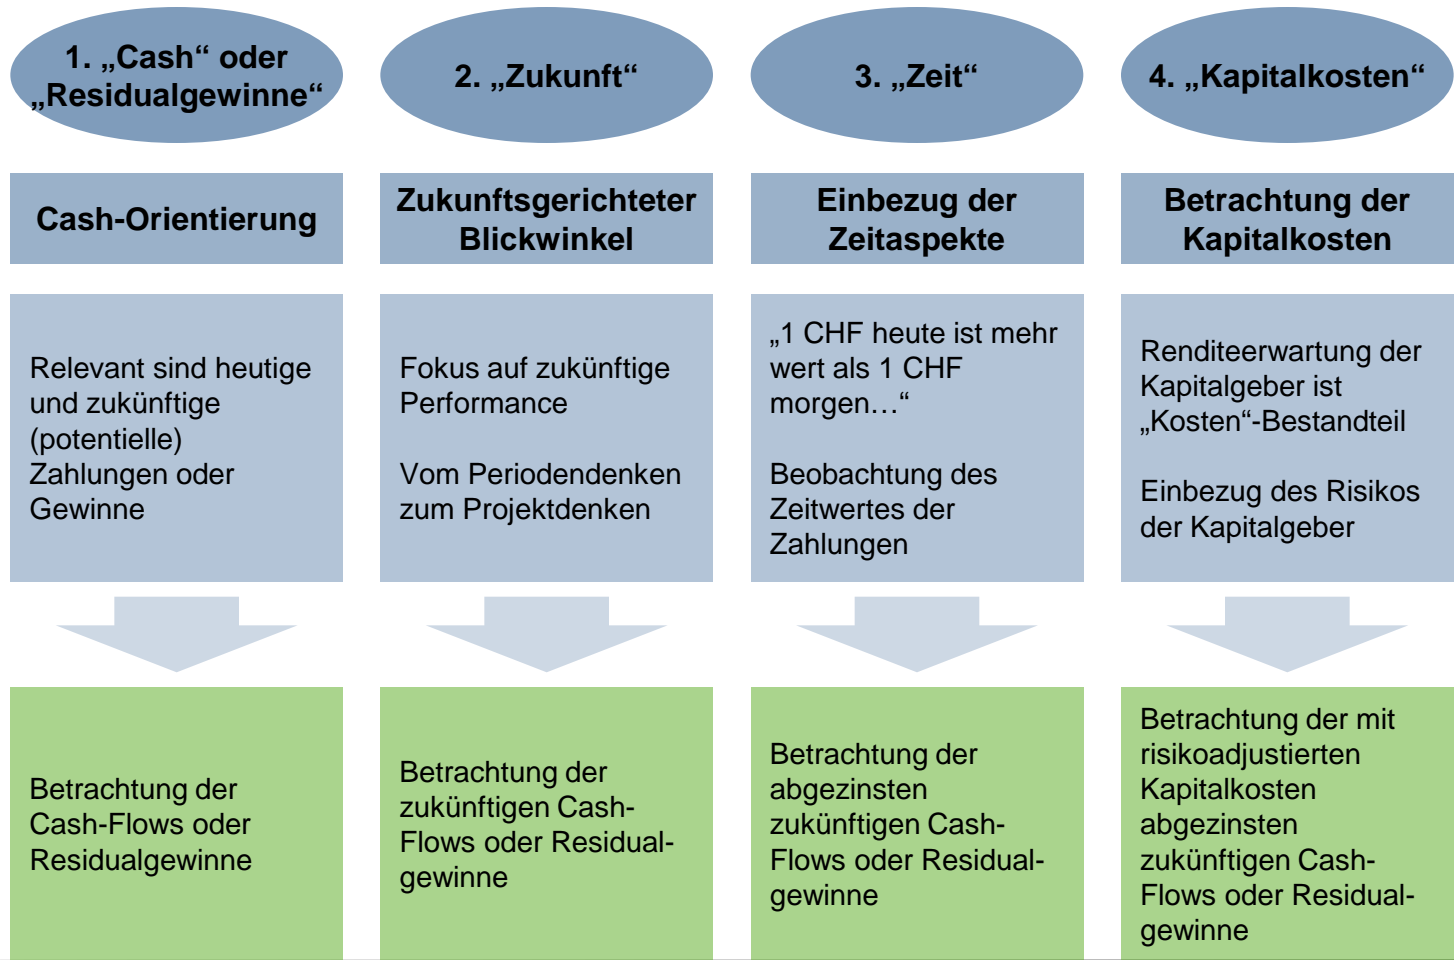 1. „Cash“ oder
„Residualgewinne“
2. „Zukunft“
3. „Zeit“
4. „Kapitalkosten“
Cash-Orientierung
Zukunftsgerichteter
Blickwinkel
Einbezug der
Zeitaspekte
Betrachtung der
Kapitalkosten
Relevant sind heutige
und zukünftige
(potentielle)
Zahlungen oder
Gewinne
Fokus auf zukünftige
Performance
Vom Periodendenken
zum Projektdenken
„1 CHF heute ist mehr
wert als 1 CHF
morgen…“
Beobachtung des
Zeitwertes der
Zahlungen
Renditeerwartung der
Kapitalgeber ist
„Kosten“-Bestandteil
Einbezug des Risikos
der Kapitalgeber
Betrachtung der
Cash-Flows oder
Residualgewinne
Betrachtung der
zukünftigen Cash-
Flows oder Residual-
gewinne
Betrachtung der
abgezinsten
zukünftigen Cash-
Flows oder Residual-
gewinne
Betrachtung der mit
risikoadjustierten
Kapitalkosten
abgezinsten
zukünftigen Cash-
Flows oder Residual-
gewinne